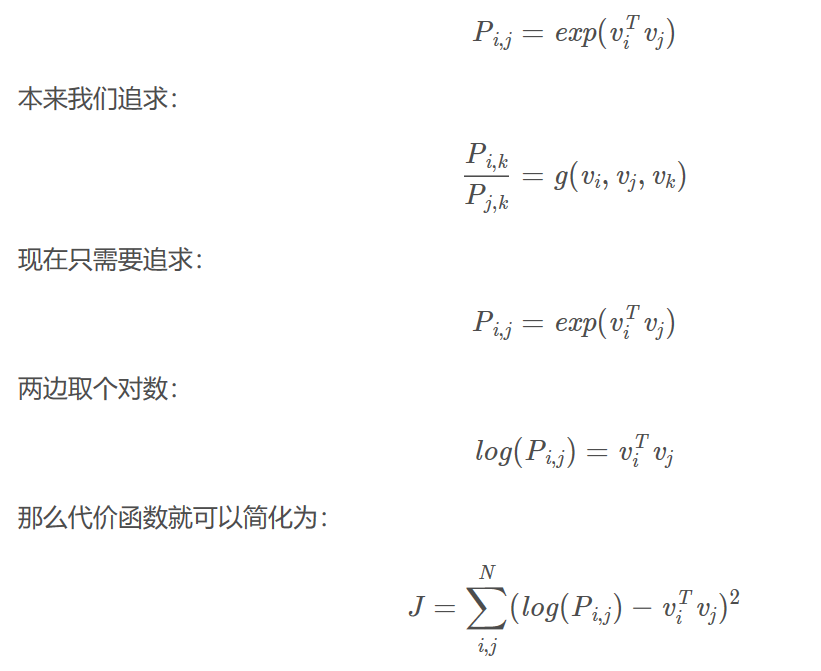 P_{i,j} = exp(v_i^T v_j)
本来我们追求：
\frac{P_{i,k}}{P_{j,k}} = g(v_i, v_j, v_k)
现在只需要追求：
P_{i,j} = exp(v_i^T v_j)
两边取个对数：
log(P_{i,j}) = v_i^T v_j
那么代价函数就可以简化为：
J = \sum_{i,j}^{N} (log(P_{i,j}) - v_i^T v_j)^2